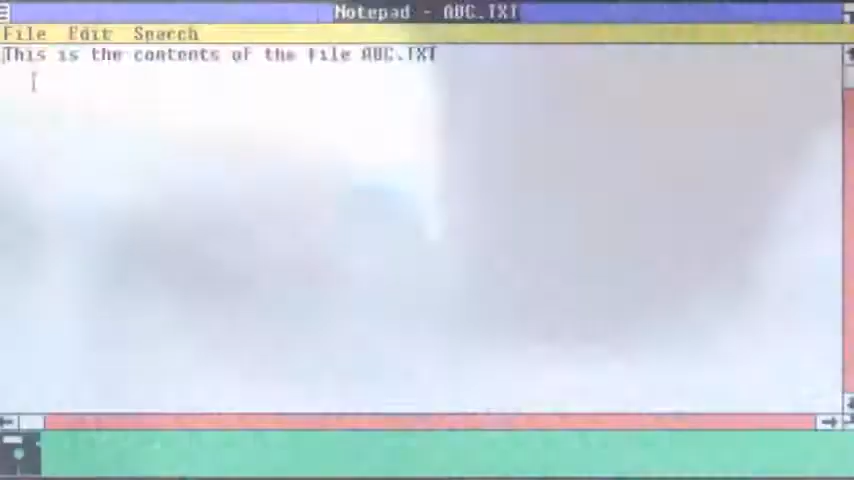 Notepad - ABC.TXT
File Edit Search
This is the contents of the file ABC.TXT